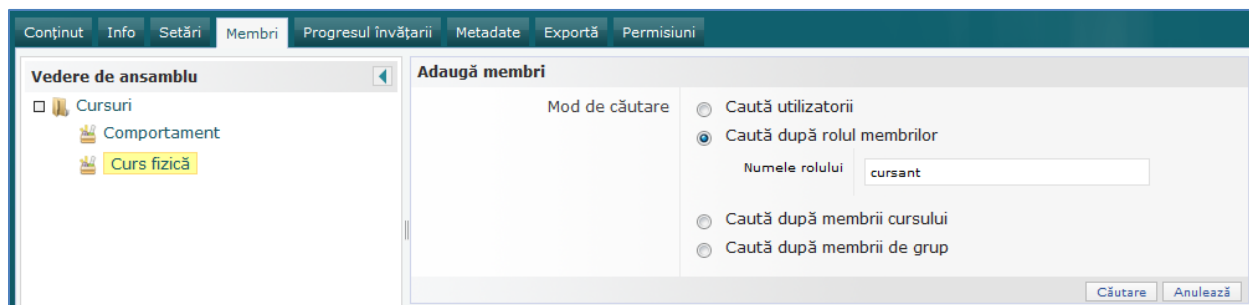 Conținut Info Setări Membri Progresul învățarii Metadate Exportă Permisiuni
Vedere de ansamblu
Cursuri
Comportament
Curs fizică
Adaugă membri
Mod de căutare
Caută utilizatorii
Caută după rolul membrilor
Numele rolului cursant
Caută după membrii cursului
Caută după membrii de grup
Căutare Anulează